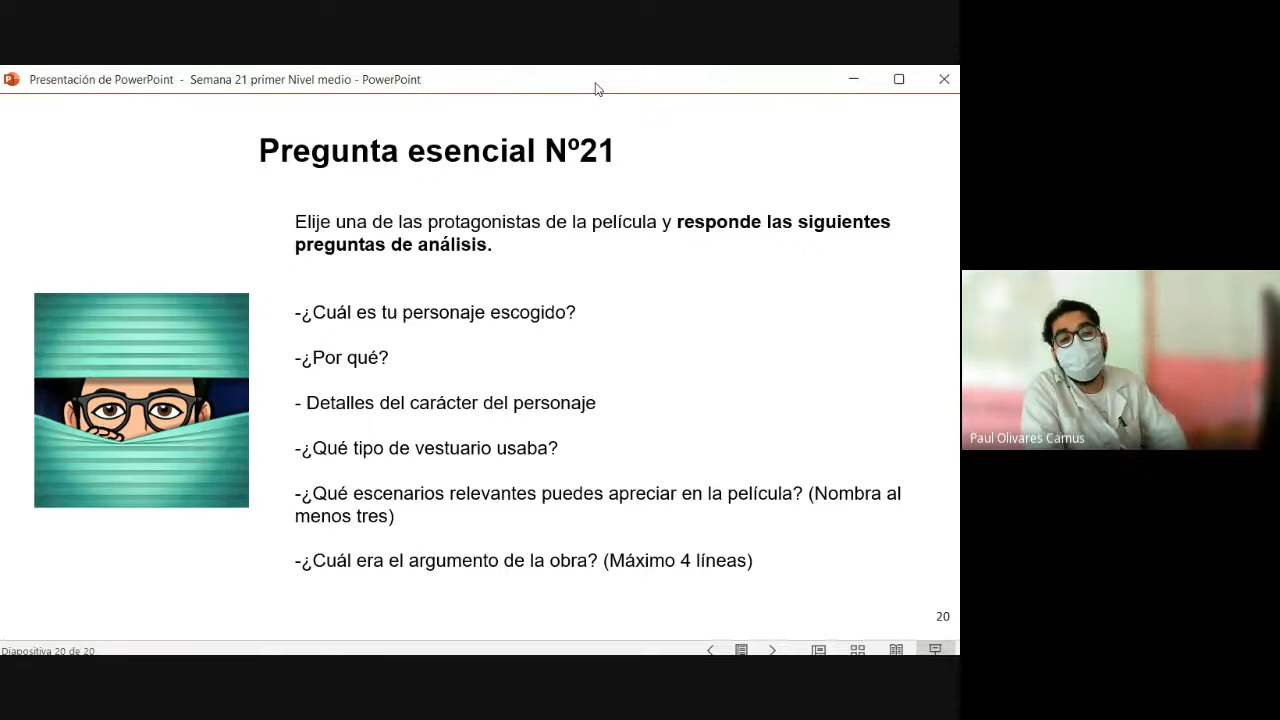 Presentación de PowerPoint - Semana 21 primer Nivel medio - PowerPoint
Pregunta esencial Nº21
Elije una de las protagonistas de la película y responde las siguientes
preguntas de análisis.
-¿Cuál es tu personaje escogido?
-¿Por qué?
- Detalles del carácter del personaje
-¿Qué tipo de vestuario usaba?
-¿Qué escenarios relevantes puedes apreciar en la película? (Nombra al
menos tres)
-¿Cuál era el argumento de la obra? (Máximo 4 líneas)
20
Diapositiva 20 de 20
Paul Olivares Camus